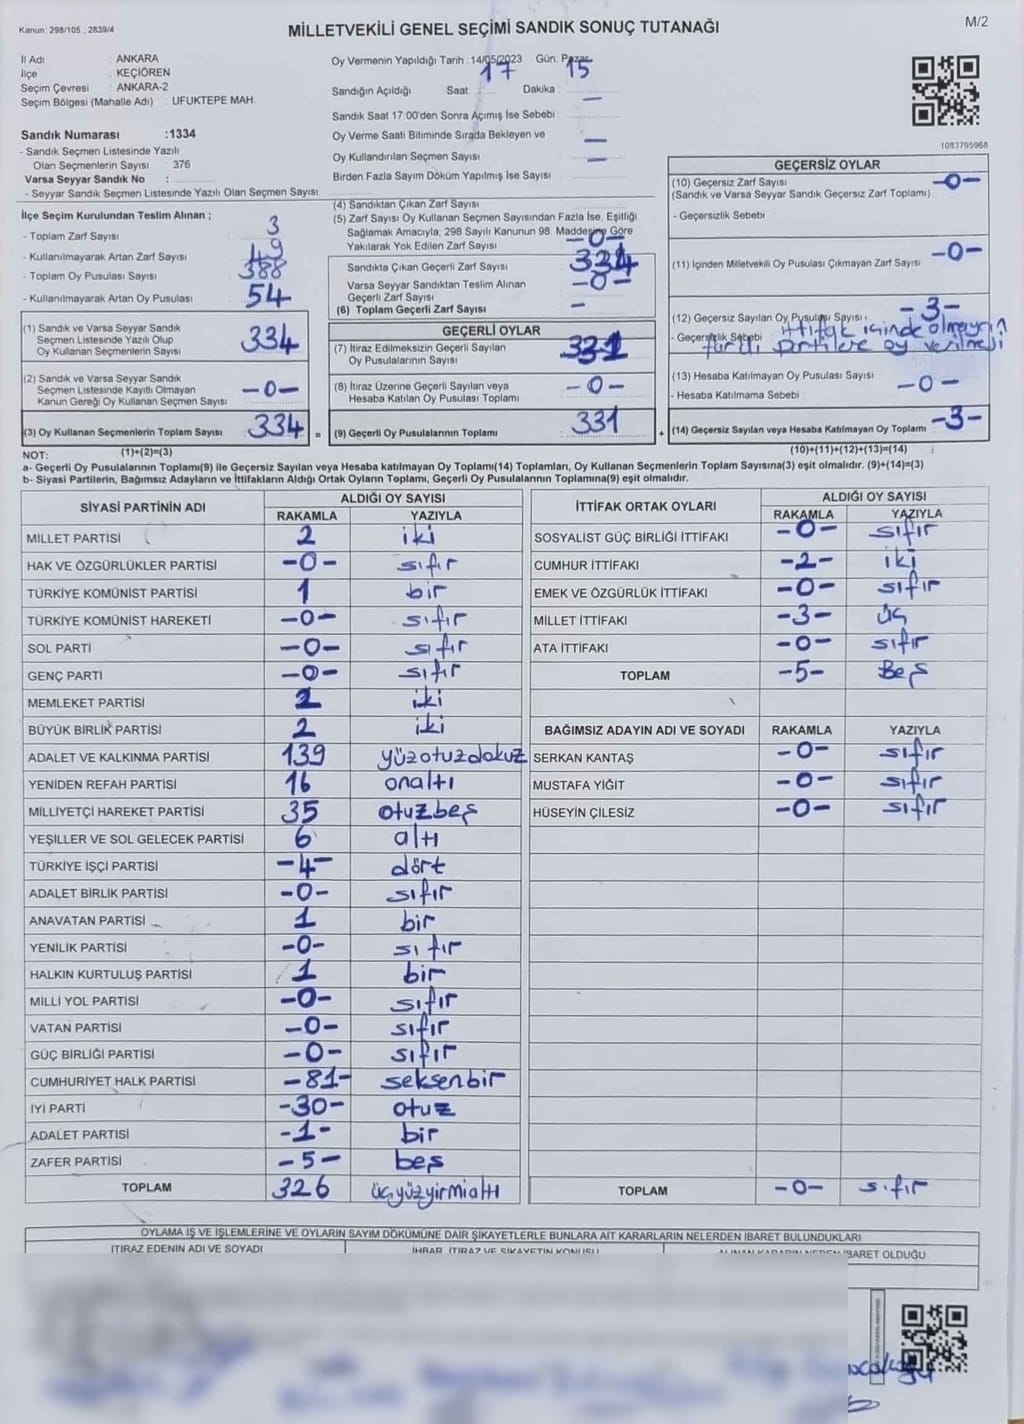 Kanun: 298/105 , 2839/4
MİLLETVEKİLİ GENEL SEÇİMİ SANDIK SONUÇ TUTANAĞI
M/2
İl Adı : ANKARA
İlçe : KEÇİÖREN
Seçim Çevresi : ANKARA-2
Seçim Bölgesi (Mahalle Adı) : UFUKTEPE MAH.
Sandık Numarası :1334
- Sandık Seçmen Listesinde Yazılı
Olan Seçmenlerin Sayısı : 376
Varsa Seyyar Sandık No :
- Seyyar Sandık Seçmen Listesinde Yazılı Olan Seçmen Sayısı:
Oy Vermenin Yapıldığı Tarih : 14/05/2023 Gün: Pazar
Sandığın Açıldığı Saat 17 Dakika : 15
Sandık Saat 17:00'den Sonra Açımış İse Sebebi : —
Oy Verme Saati Bitiminde Sırada Bekleyen ve
Oy Kullandırılan Seçmen Sayısı —
Birden Fazla Sayım Döküm Yapılmış İse Sayısı : —
1083795968
İlçe Seçim Kurulundan Teslim Alınan ;
- Toplam Zarf Sayısı :
- Kullanılmayarak Artan Zarf Sayısı :
- Toplam Oy Pusulası Sayısı : 388
- Kullanılmayarak Artan Oy Pusulası : 54
(1) Sandık ve Varsa Seyyar Sandık
Seçmen Listesinde Yazılı Olup
Oy Kullanan Seçmenlerin Sayısı 334
(2) Sandık ve Varsa Seyyar Sandık
Seçmen Listesinde Kayıtlı Olmayan
Kanun Gereği Oy Kullanan Seçmen Sayısı -0-
(3) Oy Kullanan Seçmenlerin Toplam Sayısı 334 =
(1)+(2)=(3)
(4) Sandıktan Çıkan Zarf Sayısı
(5) Zarf Sayısı Oy Kullanan Seçmen Sayısından Fazla İse, Eşitliği
Sağlamak Amacıyla; 298 Sayılı Kanunun 98. Maddesine Göre
Yakılarak Yok Edilen Zarf Sayısı -0-
Sandıkta Çıkan Geçerli Zarf Sayısı 334
Varsa Seyyar Sandıktan Teslim Alınan
Geçerli Zarf Sayısı -0-
(6) Toplam Geçerli Zarf Sayısı —
GEÇERLİ OYLAR
(7) İtiraz Edilmeksizin Geçerli Sayılan
Oy Pusulalarının Sayısı 331
(8) İtiraz Üzerine Geçerli Sayılan veya
Hesaba Katılan Oy Pusulası Toplamı -0-
(9) Geçerli Oy Pusulalarının Toplamı 331 +
GEÇERSİZ OYLAR
(10) Geçersiz Zarf Sayısı -0-
(Sandık ve Varsa Seyyar Sandık Geçersiz Zarf Toplamı)
- Geçersizlik Sebebi
(11) İçinden Milletvekili Oy Pusulası Çıkmayan Zarf Sayısı -0-
(12) Geçersiz Sayılan Oy Pusulası Sayısı : -3-
- Geçersizlik Sebebi : ittifak içinde olmayan
farklı partilere oy verilmesi
(13) Hesaba Katılmayan Oy Pusulası Sayısı -0-
- Hesaba Katılmama Sebebi :
(14) Geçersiz Sayılan veya Hesaba Katılmayan Oy Toplamı -3-
(10)+(11)+(12)+(13)=(14)
NOT:
a- Geçerli Oy Pusulalarının Toplamı(9) ile Geçersiz Sayılan veya Hesaba katılmayan Oy Toplamı(14) Toplamları, Oy Kullanan Seçmenlerin Toplam Sayısına(3) eşit olmalıdır. (9)+(14)=(3)
b- Siyasi Partilerin, Bağımsız Adayların ve İttifakların Aldığı Ortak Oyların Toplamı, Geçerli Oy Pusulalarının Toplamına(9) eşit olmalıdır.
SİYASİ PARTİNİN ADI ALDIĞI OY SAYISI
RAKAMLA YAZIYLA
MİLLET PARTİSİ 2 iki
HAK VE ÖZGÜRLÜKLER PARTİSİ -0- sıfır
TÜRKİYE KOMÜNİST PARTİSİ 1 bir
TÜRKİYE KOMÜNİST HAREKETİ -0- sıfır
SOL PARTİ -0- sıfır
GENÇ PARTİ -0- sıfır
MEMLEKET PARTİSİ 2 iki
BÜYÜK BİRLİK PARTİSİ 2 iki
ADALET VE KALKINMA PARTİSİ 139 yüzotuzdokuz
YENİDEN REFAH PARTİSİ 16 onaltı
MİLLİYETÇİ HAREKET PARTİSİ 35 otuzbeş
YEŞİLLER VE SOL GELECEK PARTİSİ 6 altı
TÜRKİYE İŞÇİ PARTİSİ -4- dört
ADALET BİRLİK PARTİSİ -0- sıfır
ANAVATAN PARTİSİ 1 bir
YENİLİK PARTİSİ -0- sıfır
HALKIN KURTULUŞ PARTİSİ 1 bir
MİLLİ YOL PARTİSİ -0- sıfır
VATAN PARTİSİ -0- sıfır
GÜÇ BİRLİĞİ PARTİSİ -0- sıfır
CUMHURİYET HALK PARTİSİ -81- seksenbir
İYİ PARTİ -30- otuz
ADALET PARTİSİ -1- bir
ZAFER PARTİSİ -5- beş
TOPLAM 326 üçyüzyirmialtı
İTTİFAK ORTAK OYLARI ALDIĞI OY SAYISI
RAKAMLA YAZIYLA
SOSYALİST GÜÇ BİRLİĞİ İTTİFAKI -0- sıfır
CUMHUR İTTİFAKI -2- iki
EMEK VE ÖZGÜRLÜK İTTİFAKI -0- sıfır
MİLLET İTTİFAKI -3- üç
ATA İTTİFAKI -0- sıfır
TOPLAM -5- Beş
BAĞIMSIZ ADAYIN ADI VE SOYADI RAKAMLA YAZIYLA
SERKAN KANTAŞ -0- sıfır
MUSTAFA YİĞİT -0- sıfır
HÜSEYİN ÇİLESİZ -0- sıfır
TOPLAM -0- sıfır
OYLAMA İŞ VE İŞLEMLERİNE VE OYLARIN SAYIM DÖKÜMÜNE DAİR ŞİKAYETLERLE BUNLARA AİT KARARLARIN NELERDEN İBARET BULUNDUKLARI
İTİRAZ EDENİN ADI VE SOYADI İHBAR, İTİRAZ VE ŞİKAYETİN KONUSU ALINAN KARARIN NEDEN İBARET OLDUĞU